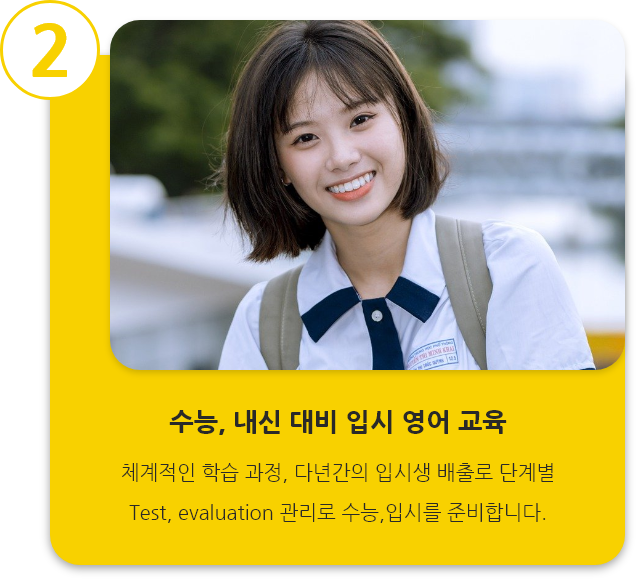 2
수능, 내신 대비 입시 영어 교육
체계적인 학습 과정, 다년간의 입시생 배출로 단계별
Test, evaluation 관리로 수능,입시를 준비합니다.